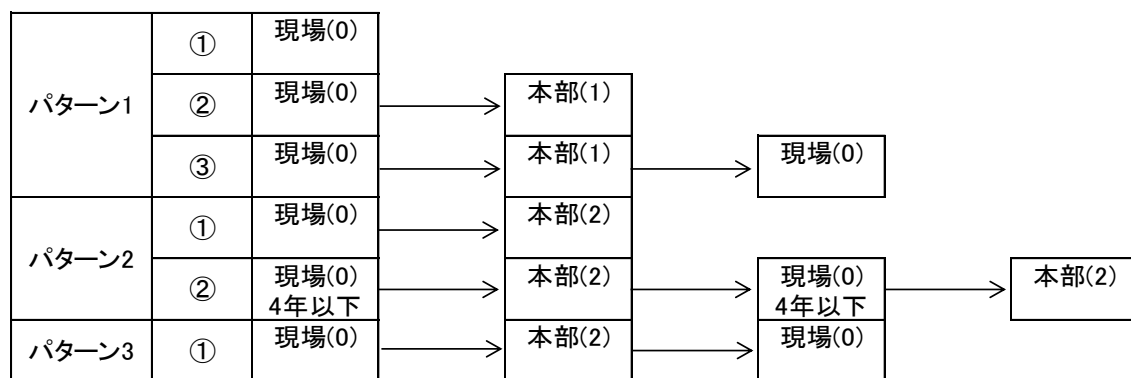 パターン1
① 現場(0)
② 現場(0) 本部(1)
③ 現場(0) 本部(1) 現場(0)
パターン2
① 現場(0) 本部(2)
② 現場(0) 4年以下 本部(2) 現場(0) 4年以下 本部(2)
パターン3
① 現場(0) 本部(2) 現場(0)